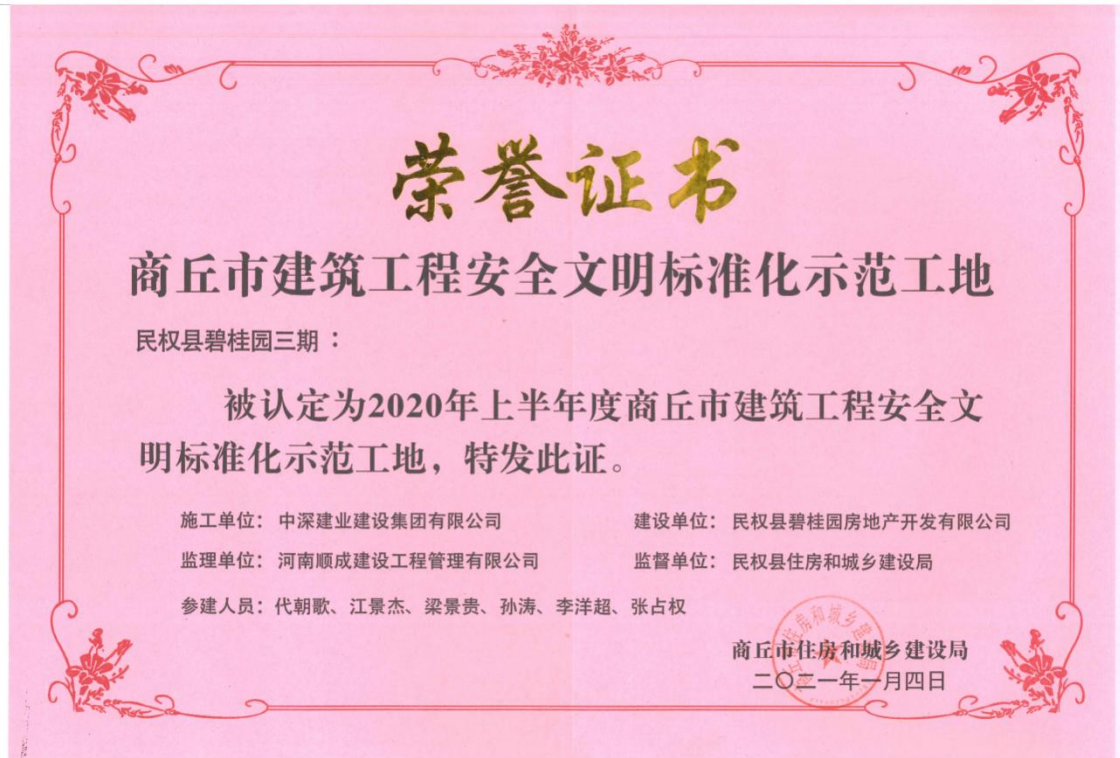 荣誉证书
商丘市建筑工程安全文明标准化示范工地
民权县碧桂园三期：
被认定为2020年上半年度商丘市建筑工程安全文
明标准化示范工地，特发此证。
施工单位：中深建业建设集团有限公司
建设单位：民权县碧桂园房地产开发有限公司
监理单位：河南顺成建设工程管理有限公司
监督单位：民权县住房和城乡建设局
参建人员：代朝歌、江景杰、梁景贵、孙涛、李洋超、张占权
商丘市住房和城乡建设局
二〇二一年一月四日